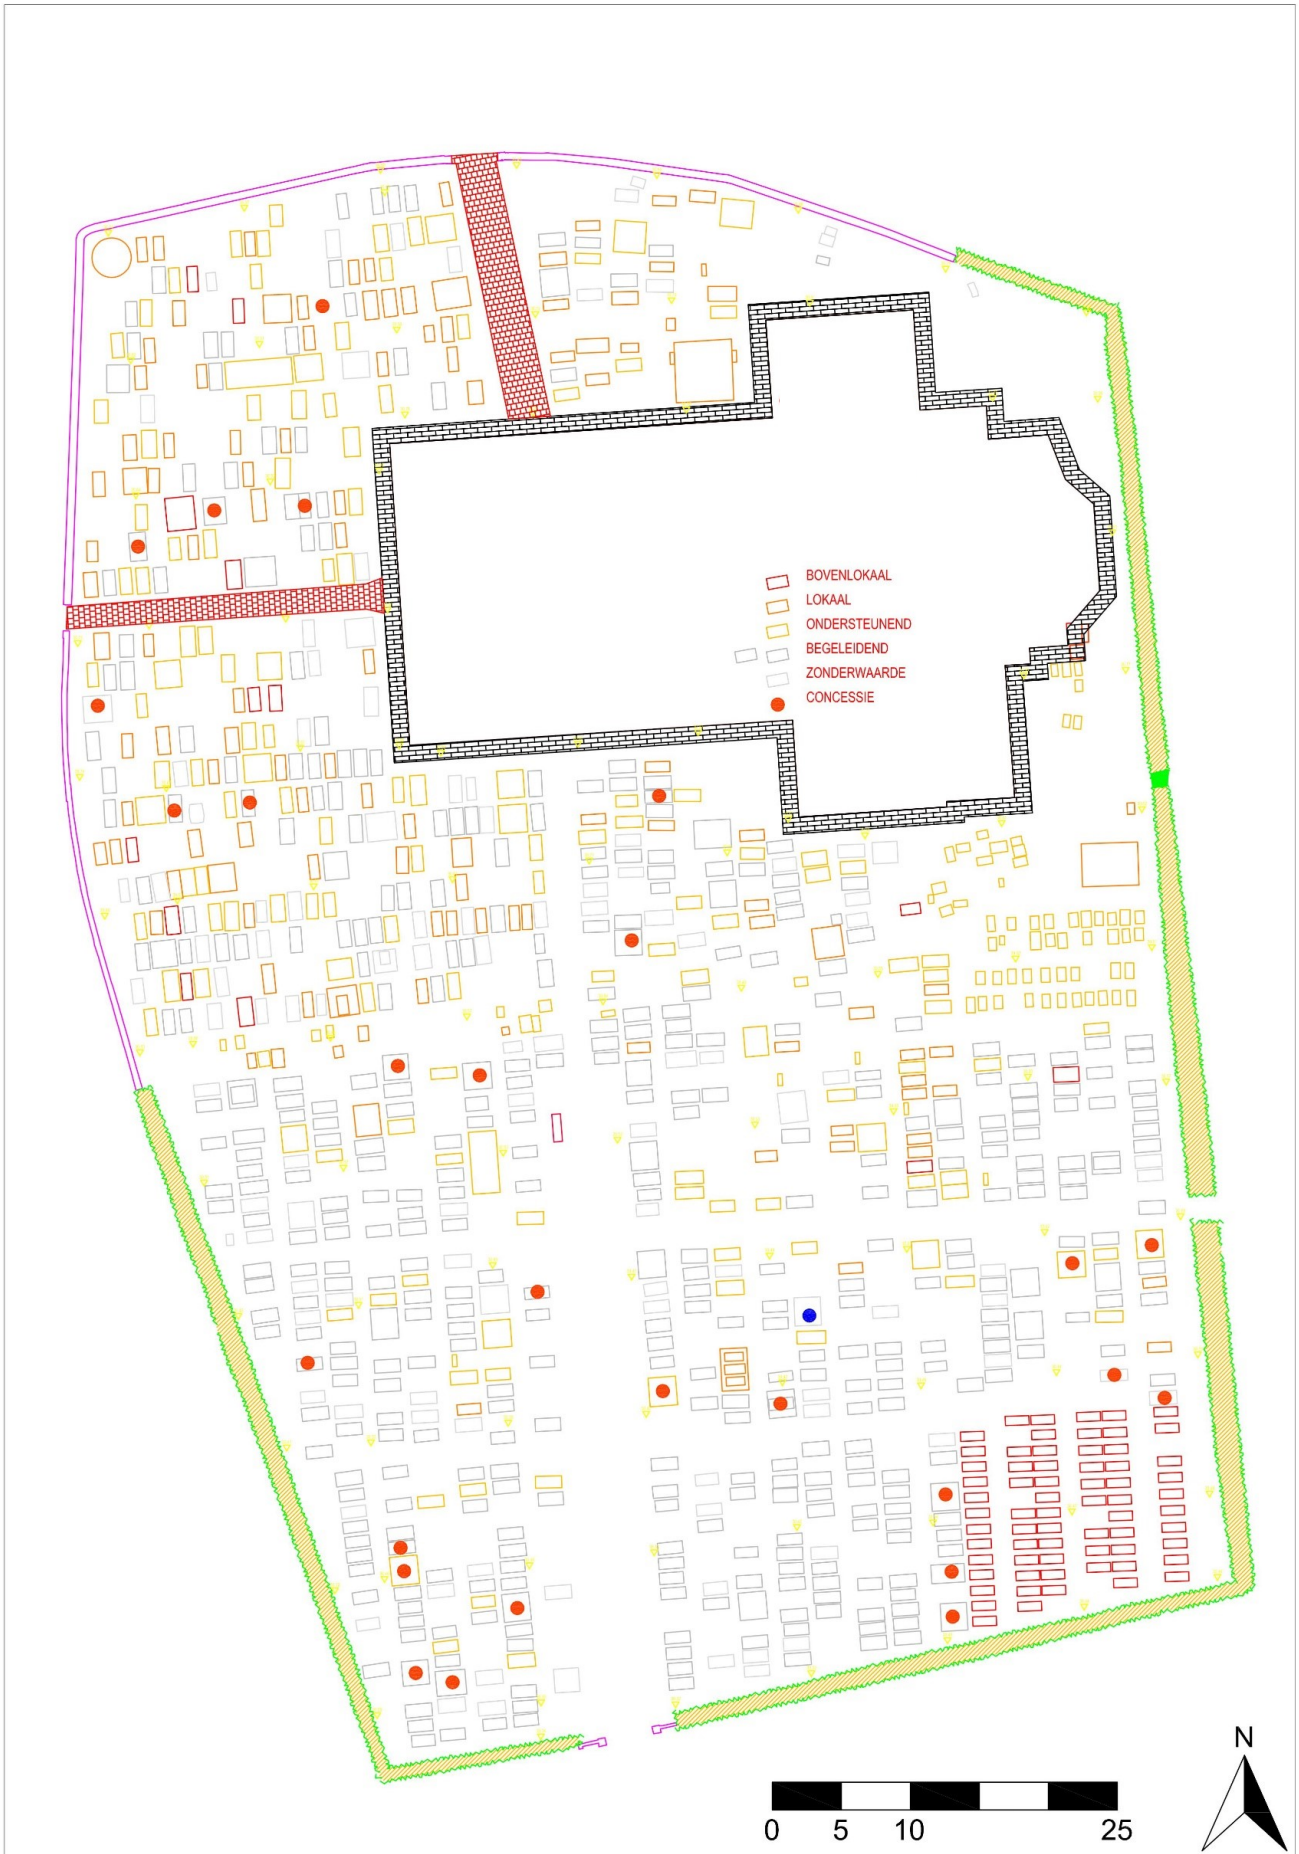 BOVENLOKAAL
LOKAAL
ONDERSTEUNEND
BEGELEIDEND
ZONDERWAARDE
CONCESSIE
N
0 5 10 25